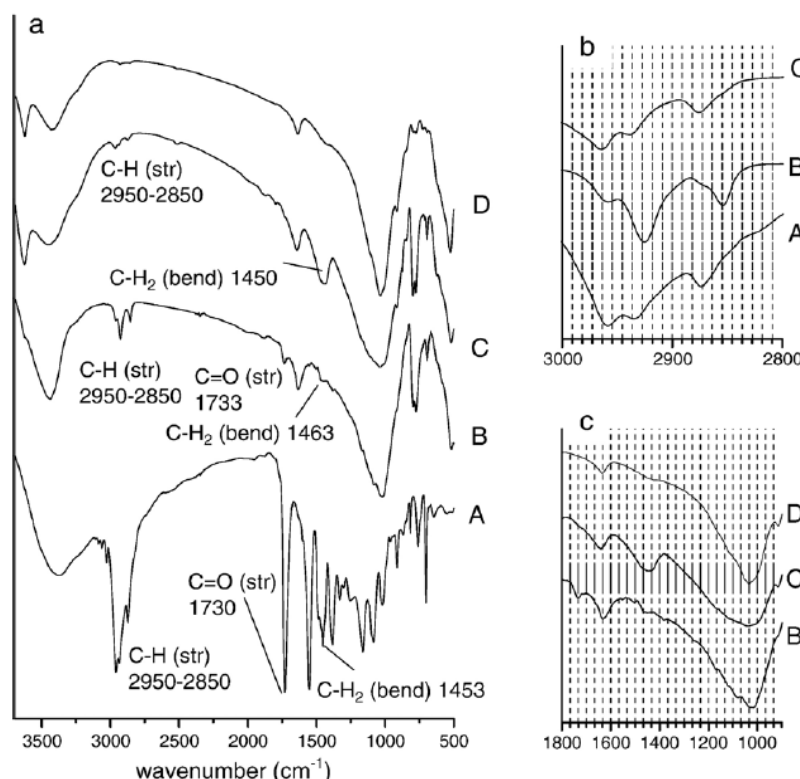 a
C-H (str)
2950-2850
D
C-H₂ (bend) 1450
C
C-H (str)
2950-2850
C=O (str)
1733
C-H₂ (bend) 1463
B
A
C=O (str)
1730
C-H (str)
2950-2850
C-H₂ (bend) 1453
3500 3000 2500 2000 1500 1000 500
wavenumber (cm⁻¹)
b
C
B
A
3000 2900 2800
c
D
C
B
1800 1600 1400 1200 1000